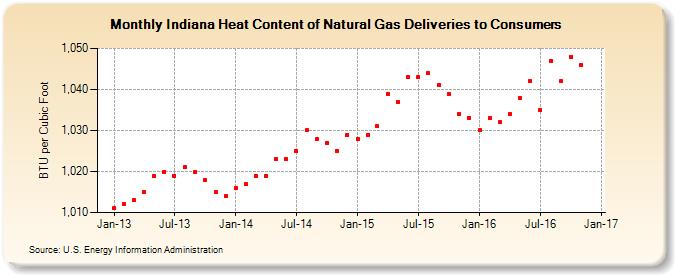 Monthly Indiana Heat Content of Natural Gas Deliveries to Consumers
BTU per Cubic Foot
1,050
1,040
1,030
1,020
1,010
Jan-13 Jul-13 Jan-14 Jul-14 Jan-15 Jul-15 Jan-16 Jul-16 Jan-17
Source: U.S. Energy Information Administration